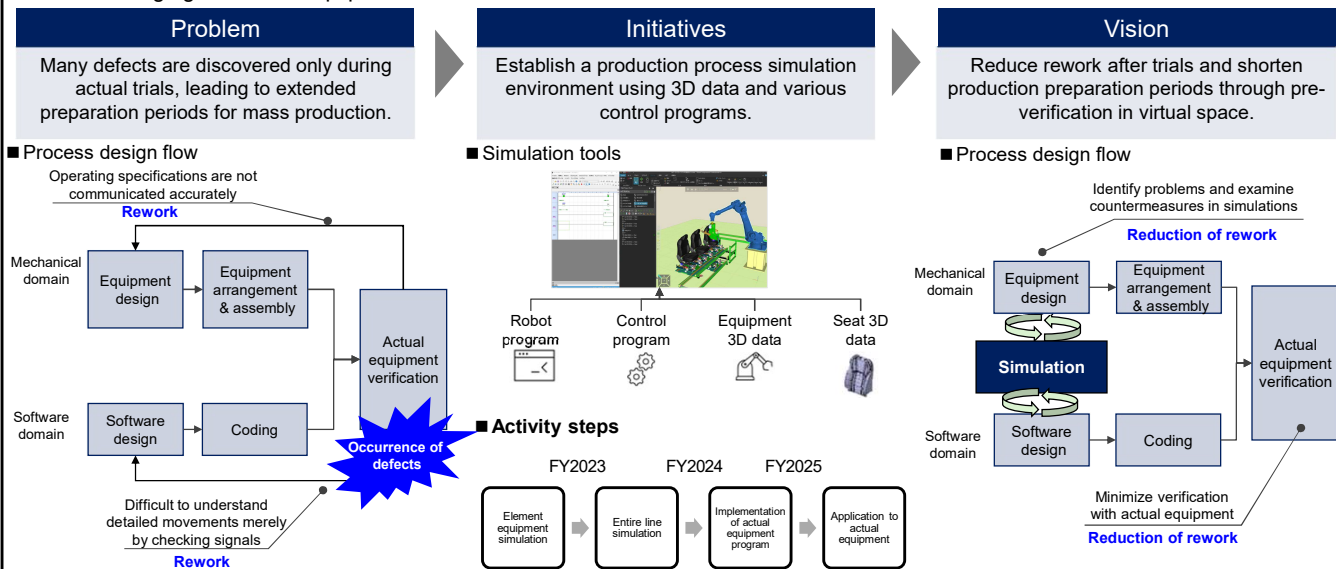 Problem
Many defects are discovered only during
actual trials, leading to extended
preparation periods for mass production.
■ Process design flow
Operating specifications are not
communicated accurately
Rework
Mechanical
domain
Equipment
design
Equipment
arrangement
& assembly
Actual
equipment
verification
Software
domain
Software
design
Coding
Occurrence of
defects
Difficult to understand
detailed movements merely
by checking signals
Rework
Initiatives
Establish a production process simulation
environment using 3D data and various
control programs.
■ Simulation tools
Robot
program
Control
program
Equipment
3D data
Seat 3D
data
■ Activity steps
FY2023
FY2024
FY2025
Element
equipment
simulation
Entire line
simulation
Implementation
of actual
equipment
program
Application to
actual
equipment
Vision
Reduce rework after trials and shorten
production preparation periods through pre-
verification in virtual space.
■ Process design flow
Identify problems and examine
countermeasures in simulations
Reduction of rework
Mechanical
domain
Equipment
design
Equipment
arrangement
& assembly
Simulation
Actual
equipment
verification
Software
domain
Software
design
Coding
Minimize verification
with actual equipment
Reduction of rework